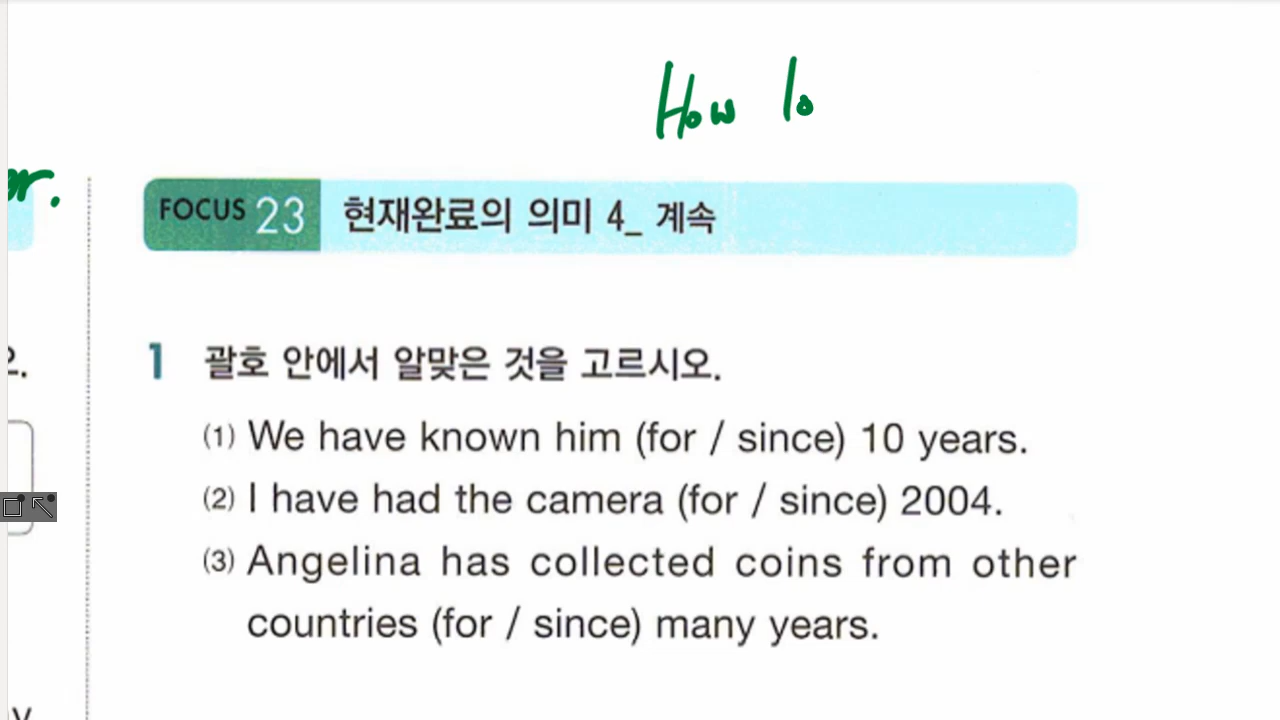 How lo
er.
FOCUS 23 현재완료의 의미 4_ 계속
오.
1 괄호 안에서 알맞은 것을 고르시오.
(1) We have known him (for / since) 10 years.
(2) I have had the camera (for / since) 2004.
(3) Angelina has collected coins from other
countries (for / since) many years.
y